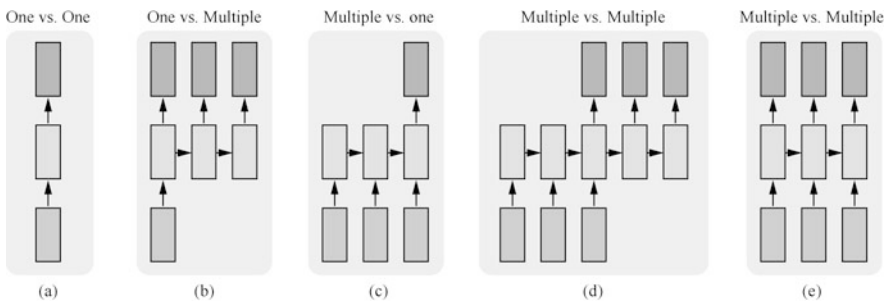 One vs. One
One vs. Multiple
Multiple vs. one
Multiple vs. Multiple
Multiple vs. Multiple
(a)
(b)
(c)
(d)
(e)